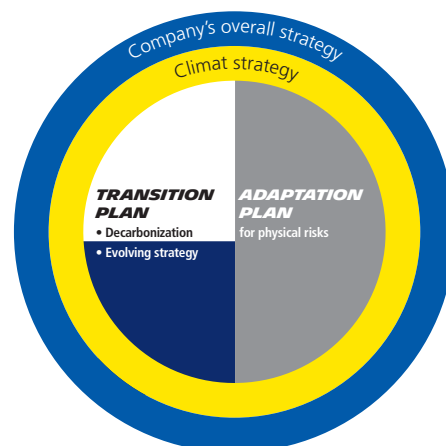 Company's overall strategy
Climat strategy
TRANSITION
PLAN
• Decarbonization
• Evolving strategy
ADAPTATION
PLAN
for physical risks